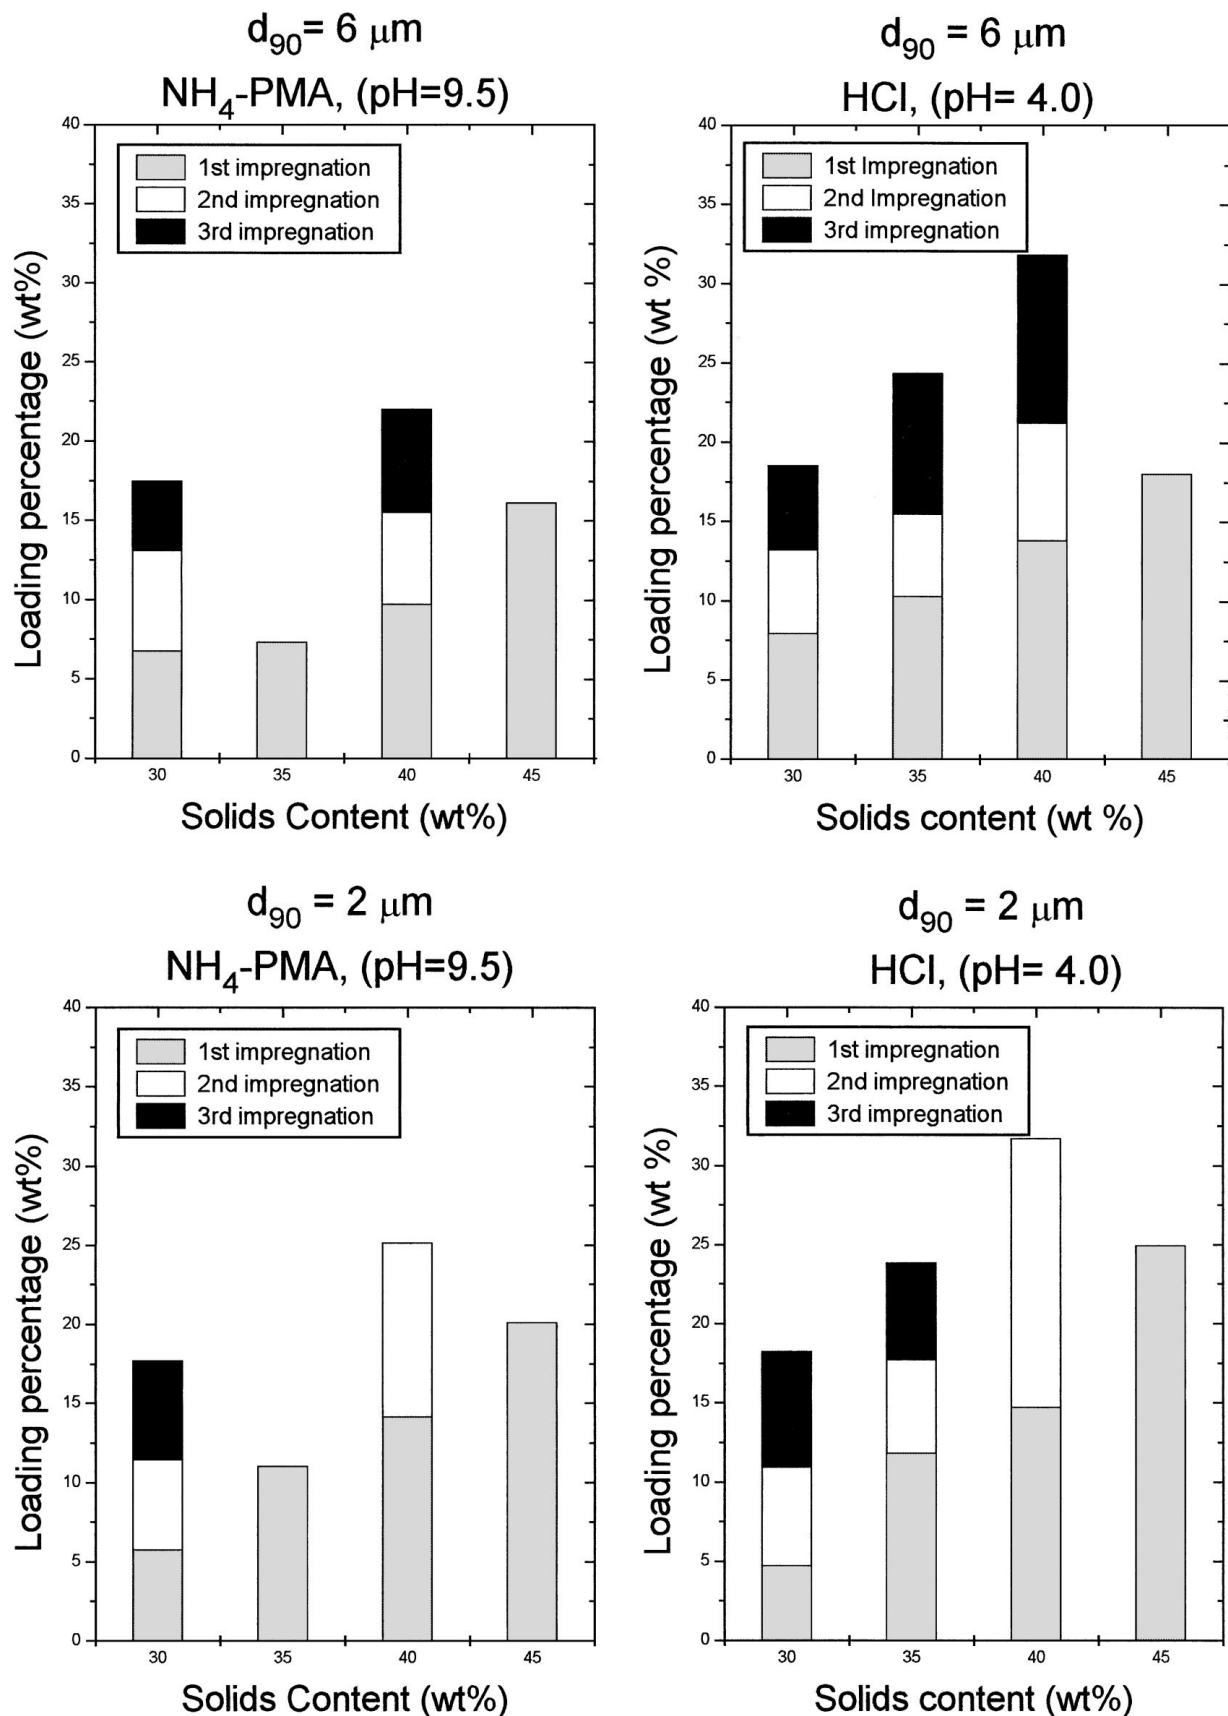 d90= 6 μm
NH4-PMA, (pH=9.5)
40
35
30
25
20
15
10
5
0
1st impregnation
2nd impregnation
3rd impregnation
Loading percentage (wt%)
30 35 40 45
Solids Content (wt%)
d90 = 6 μm
HCl, (pH= 4.0)
40
35
30
25
20
15
10
5
0
1st Impregnation
2nd Impregnation
3rd impregnation
Loading percentage (wt %)
30 35 40 45
Solids content (wt %)
d90 = 2 μm
NH4-PMA, (pH=9.5)
40
35
30
25
20
15
10
5
0
1st impregnation
2nd impregnation
3rd impregnation
Loading percentage (wt%)
30 35 40 45
Solids Content (wt%)
d90 = 2 μm
HCl, (pH= 4.0)
40
35
30
25
20
15
10
5
0
1st impregnation
2nd impregnation
3rd impregnation
Loading percentage (wt %)
30 35 40 45
Solids content (wt%)